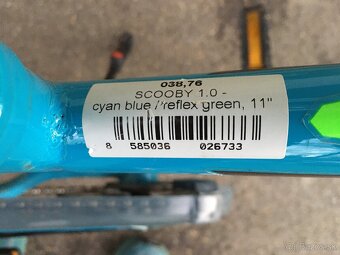 038,76
SCOOBY 1.0 -
cyan blue / reflex green, 11"
8 585036 026733